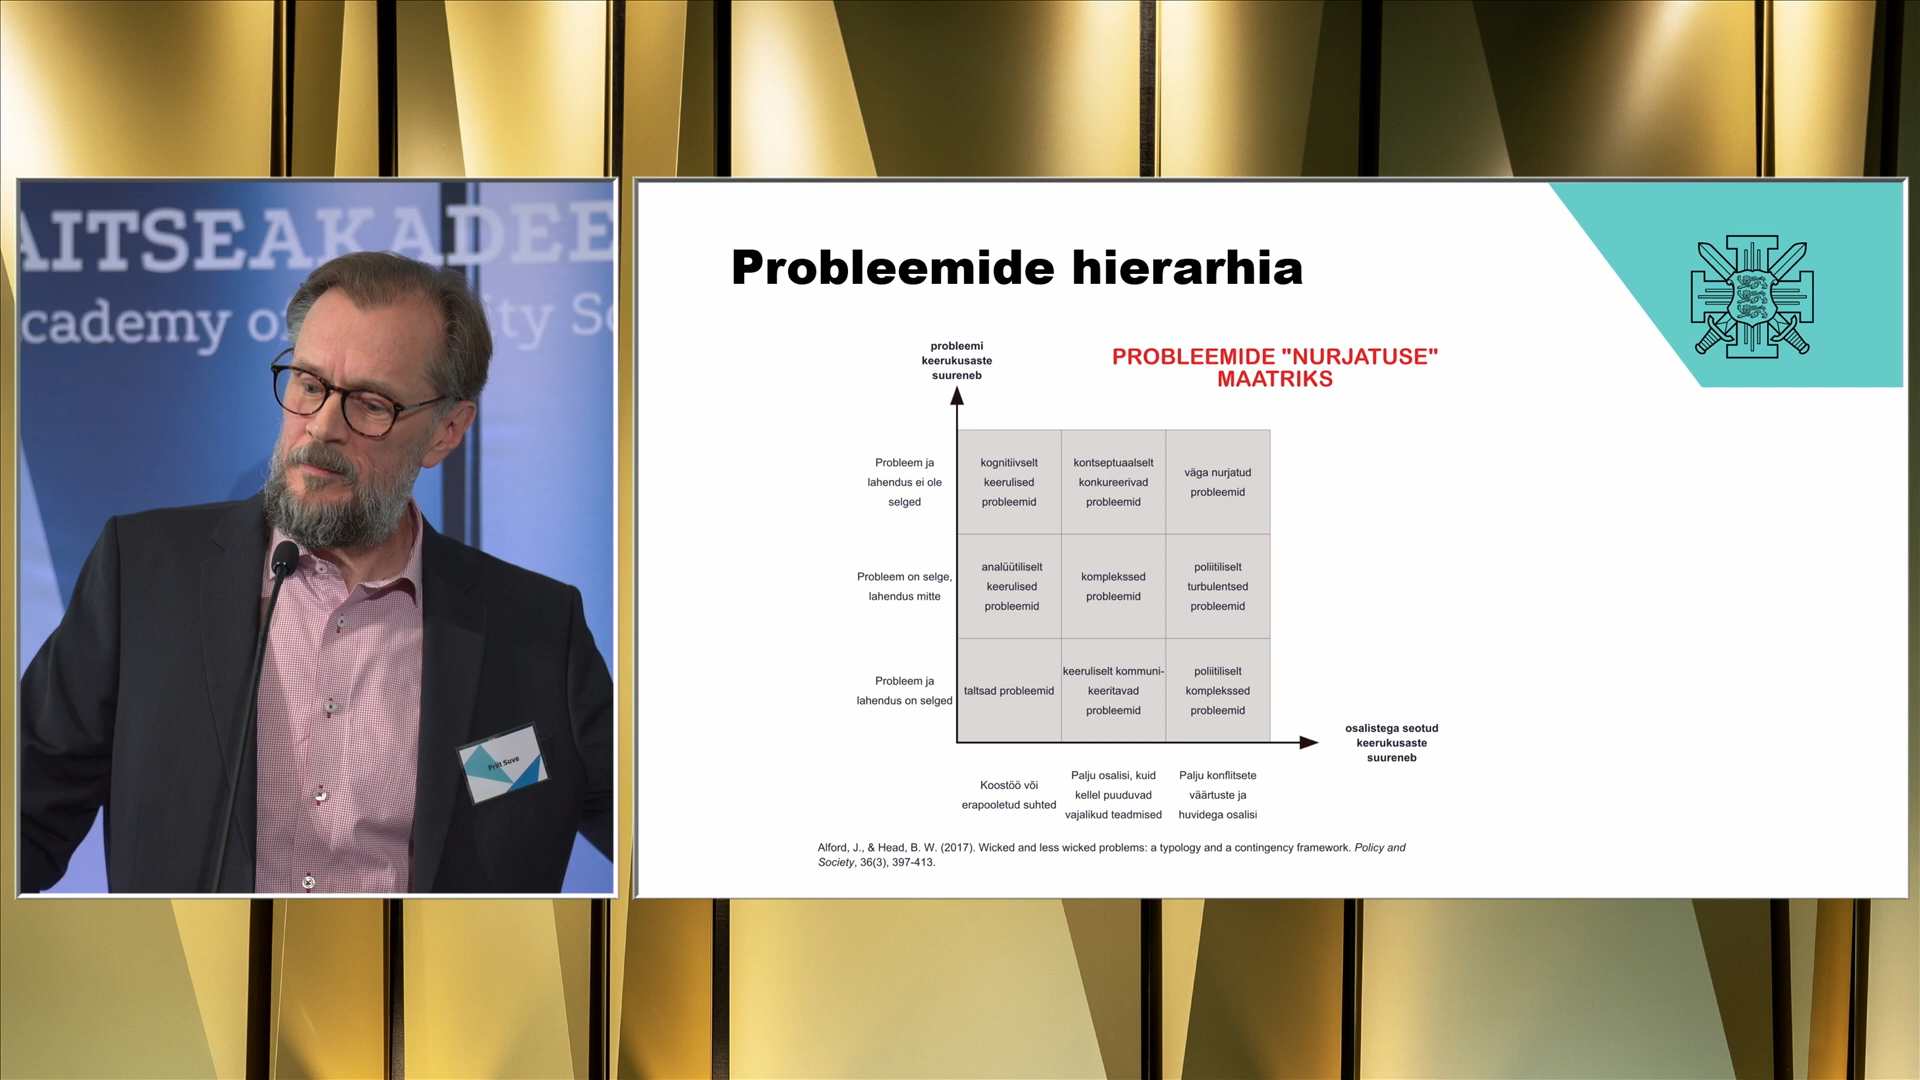 AITSEAKADEE
cademy of
ity Se
Priit Suve
Probleemide hierarhia
PROBLEEMIDE "NURJATUSE"
MAATRIKS
probleemi
keerukusaste
suureneb
Probleem ja
lahendus ei ole
selged
kognitiivselt
keerulised
probleemid
kontseptuaalselt
konkureerivad
probleemid
väga nurjatud
probleemid
Probleem on selge,
lahendus mitte
analüütiliselt
keerulised
probleemid
komplekssed
probleemid
poliitiliselt
turbulentsed
probleemid
Probleem ja
lahendus on selged
taltsad probleemid
keeruliselt kommuni-
keeritavad
probleemid
poliitiliselt
komplekssed
probleemid
osalistega seotud
keerukusaste
suureneb
Koostöö või
erapooletud suhted
Palju osalisi, kuid
kellel puuduvad
vajalikud teadmised
Palju konflitsete
väärtuste ja
huvidega osalisi
Alford, J., & Head, B. W. (2017). Wicked and less wicked problems: a typology and a contingency framework. Policy and
Society, 36(3), 397-413.